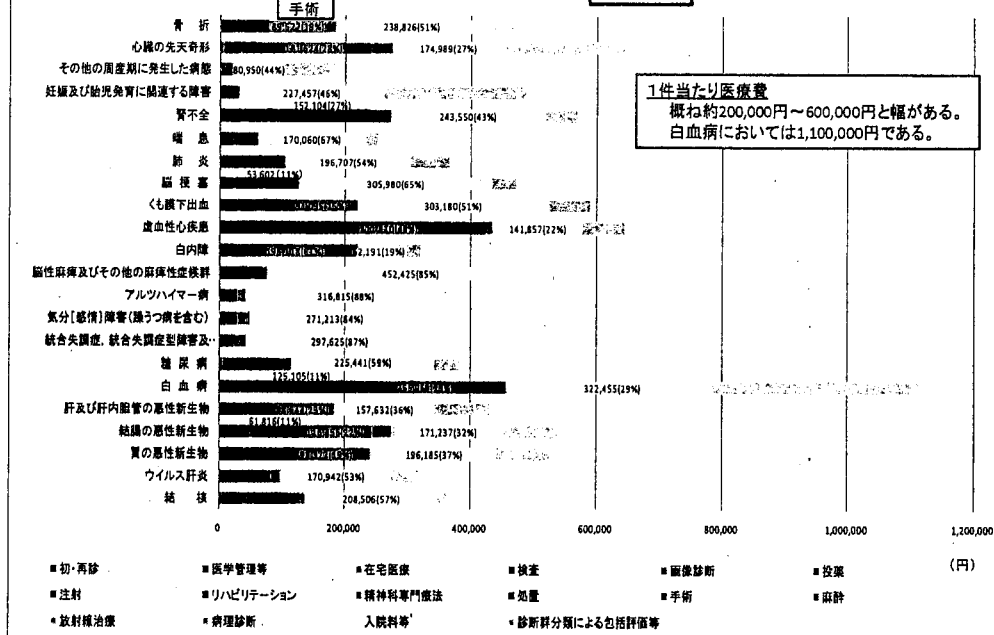 手術
骨 折
238,826(51%)
心臓の先天奇形
174,989(27%)
その他の周産期に発生した病態
80,950(44%)
妊娠及び胎児発育に関連する障害
227,457(46%)
152,104(27%)
腎不全
243,550(43%)
喘 息
170,060(67%)
肺 炎
196,707(54%)
53,602(11%)
脳 梗 塞
305,980(65%)
くも膜下出血
303,180(51%)
虚血性心疾患
141,857(22%)
白内障
2,191(19%)
脳性麻痺及びその他の麻痺性症候群
452,425(85%)
アルツハイマー病
316,815(88%)
気分[感情]障害(躁うつ病を含む)
271,213(84%)
統合失調症，統合失調症型障害及‥
297,625(87%)
糖 尿 病
225,441(59%)
125,105(11%)
白 血 病
322,455(29%)
肝及び肝内胆管の悪性新生物
157,632(36%)
61,816(11%)
結腸の悪性新生物
171,237(32%)
胃の悪性新生物
196,185(37%)
ウイルス肝炎
170,942(53%)
結 核
208,506(57%)
1件当たり医療費
概ね約200,000円～600,000円と幅がある。
白血病においては1,100,000円である。
0 200,000 400,000 600,000 800,000 1,000,000 1,200,000
(円)
■初・再診 ■医学管理等 ■在宅医療 ■検査 ■画像診断 ■投薬
■注射 ■リハビリテーション ■精神科専門療法 ■処置 ■手術 ■麻酔
放射線治療 病理診断 入院料等 診断群分類による包括評価等